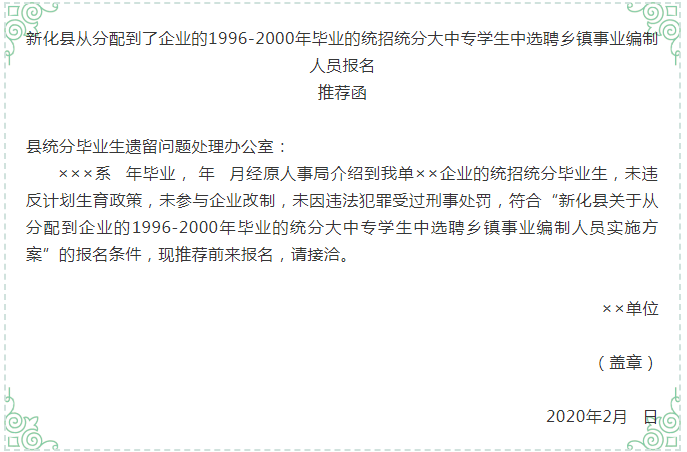 新化县从分配到了企业的1996-2000年毕业的统招统分大中专学生中选聘乡镇事业编制
人员报名
推荐函
县统分毕业生遗留问题处理办公室：
×××系 年毕业， 年 月经原人事局介绍到我单××企业的统招统分毕业生，未违
反计划生育政策，未参与企业改制，未因违法犯罪受过刑事处罚，符合“新化县关于从
分配到企业的1996-2000年毕业的统分大中专学生中选聘乡镇事业编制人员实施方
案”的报名条件，现推荐前来报名，请接洽。
××单位
（盖章）
2020年2月 日